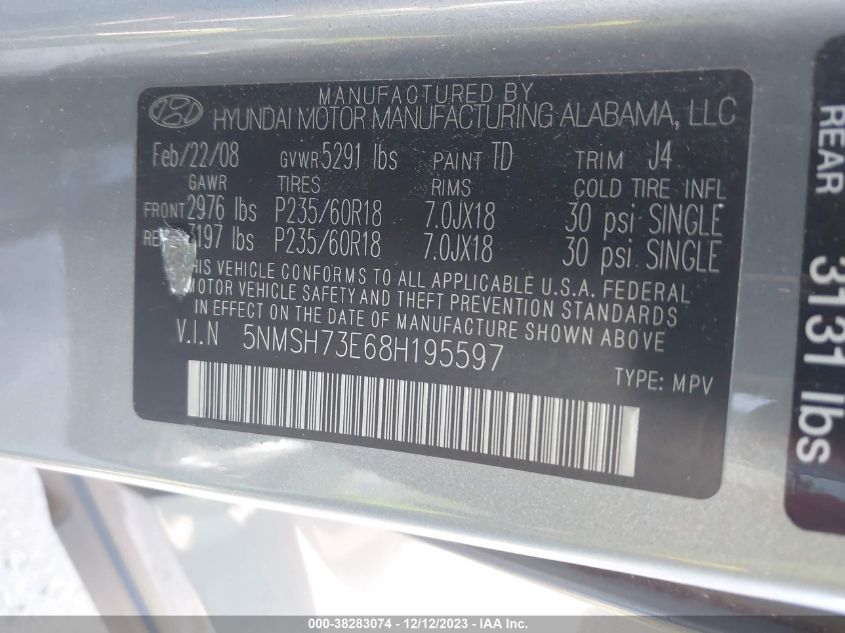 MANUFACTURED BY
HYUNDAI MOTOR MANUFACTURING ALABAMA, LLC
Feb/22/08 GVWR 5291 lbs PAINT TD TRIM J4
GAWR TIRES RIMS COLD TIRE INFL
FRONT 2976 lbs P235/60R18 7.0JX18 30 psi SINGLE
3197 lbs P235/60R18 7.0JX18 30 psi SINGLE
THIS VEHICLE CONFORMS TO ALL APPLICABLE U.S.A. FEDERAL
MOTOR VEHICLE SAFETY AND THEFT PREVENTION STANDARDS
IN EFFECT ON THE DATE OF MANUFACTURE SHOWN ABOVE.
V.I.N 5NMSH73E68H195597
TYPE: MPV
REAR 3131 lbs
000-38283074 - 12/12/2023 - © IAA Inc.